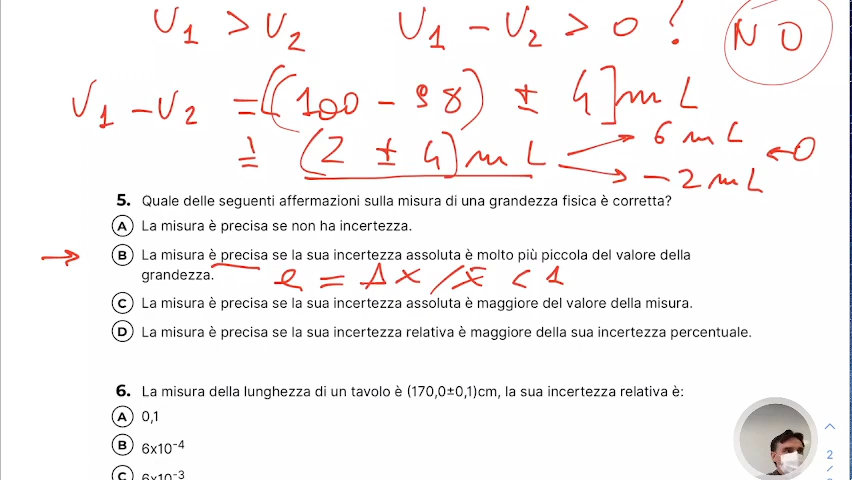 V1 > V2 V1 - V2 > 0 ? NO
V1 - V2 = [(100 - 98) ± 4] mL
= (2 ± 4) mL → 6 mL
→ -2 mL ← 0
5. Quale delle seguenti affermazioni sulla misura di una grandezza fisica è corretta?
A La misura è precisa se non ha incertezza.
→ B La misura è precisa se la sua incertezza assoluta è molto più piccola del valore della
grandezza. e = Δx / x̄ < 1
C La misura è precisa se la sua incertezza assoluta è maggiore del valore della misura.
D La misura è precisa se la sua incertezza relativa è maggiore della sua incertezza percentuale.
6. La misura della lunghezza di un tavolo è (170,0±0,1)cm, la sua incertezza relativa è:
A 0,1
B 6x10⁻⁴
C 6x10⁻³
2
/